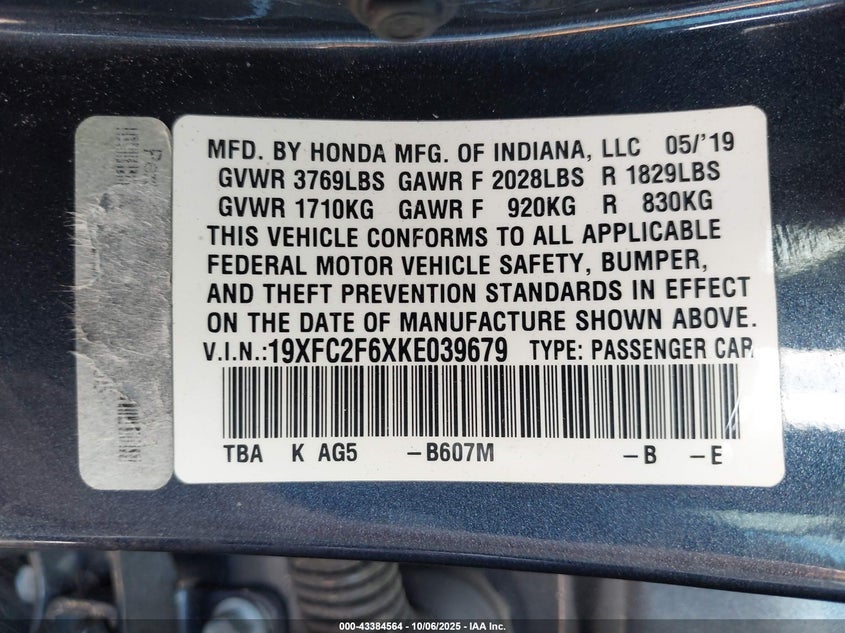 MFD. BY HONDA MFG. OF INDIANA, LLC 05/'19
GVWR 3769LBS GAWR F 2028LBS R 1829LBS
GVWR 1710KG GAWR F 920KG R 830KG
THIS VEHICLE CONFORMS TO ALL APPLICABLE
FEDERAL MOTOR VEHICLE SAFETY, BUMPER,
AND THEFT PREVENTION STANDARDS IN EFFECT
ON THE DATE OF MANUFACTURE SHOWN ABOVE.
V.I.N.:19XFC2F6XKE039679 TYPE: PASSENGER CAR
TBA K AG5 -B607M -B -E
000-43384564 | 10/06/2025 - IAA Inc.